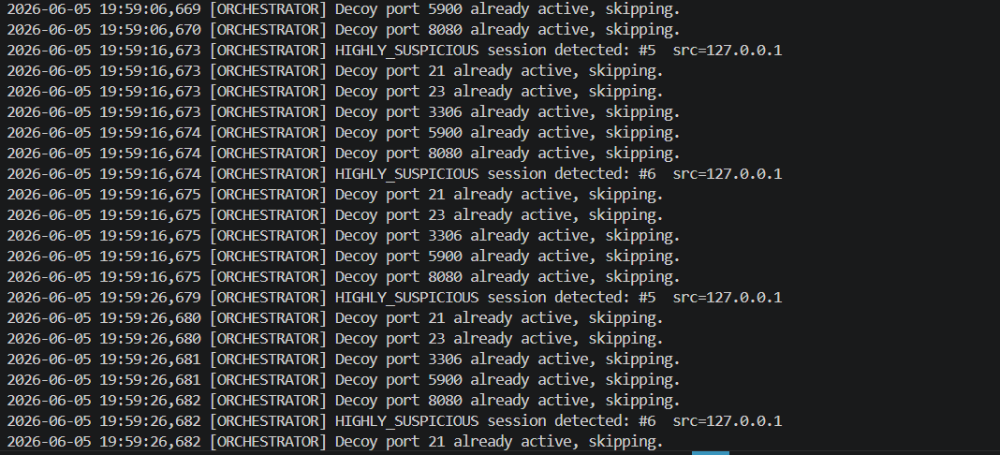 2026-06-05 19:59:06,669 [ORCHESTRATOR] Decoy port 5900 already active, skipping.
2026-06-05 19:59:06,670 [ORCHESTRATOR] Decoy port 8080 already active, skipping.
2026-06-05 19:59:16,673 [ORCHESTRATOR] HIGHLY_SUSPICIOUS session detected: #5  src=127.0.0.1
2026-06-05 19:59:16,673 [ORCHESTRATOR] Decoy port 21 already active, skipping.
2026-06-05 19:59:16,673 [ORCHESTRATOR] Decoy port 23 already active, skipping.
2026-06-05 19:59:16,673 [ORCHESTRATOR] Decoy port 3306 already active, skipping.
2026-06-05 19:59:16,674 [ORCHESTRATOR] Decoy port 5900 already active, skipping.
2026-06-05 19:59:16,674 [ORCHESTRATOR] Decoy port 8080 already active, skipping.
2026-06-05 19:59:16,674 [ORCHESTRATOR] HIGHLY_SUSPICIOUS session detected: #6  src=127.0.0.1
2026-06-05 19:59:16,675 [ORCHESTRATOR] Decoy port 21 already active, skipping.
2026-06-05 19:59:16,675 [ORCHESTRATOR] Decoy port 23 already active, skipping.
2026-06-05 19:59:16,675 [ORCHESTRATOR] Decoy port 3306 already active, skipping.
2026-06-05 19:59:16,675 [ORCHESTRATOR] Decoy port 5900 already active, skipping.
2026-06-05 19:59:16,675 [ORCHESTRATOR] Decoy port 8080 already active, skipping.
2026-06-05 19:59:26,679 [ORCHESTRATOR] HIGHLY_SUSPICIOUS session detected: #5  src=127.0.0.1
2026-06-05 19:59:26,680 [ORCHESTRATOR] Decoy port 21 already active, skipping.
2026-06-05 19:59:26,680 [ORCHESTRATOR] Decoy port 23 already active, skipping.
2026-06-05 19:59:26,681 [ORCHESTRATOR] Decoy port 3306 already active, skipping.
2026-06-05 19:59:26,681 [ORCHESTRATOR] Decoy port 5900 already active, skipping.
2026-06-05 19:59:26,682 [ORCHESTRATOR] Decoy port 8080 already active, skipping.
2026-06-05 19:59:26,682 [ORCHESTRATOR] HIGHLY_SUSPICIOUS session detected: #6  src=127.0.0.1
2026-06-05 19:59:26,682 [ORCHESTRATOR] Decoy port 21 already active, skipping.